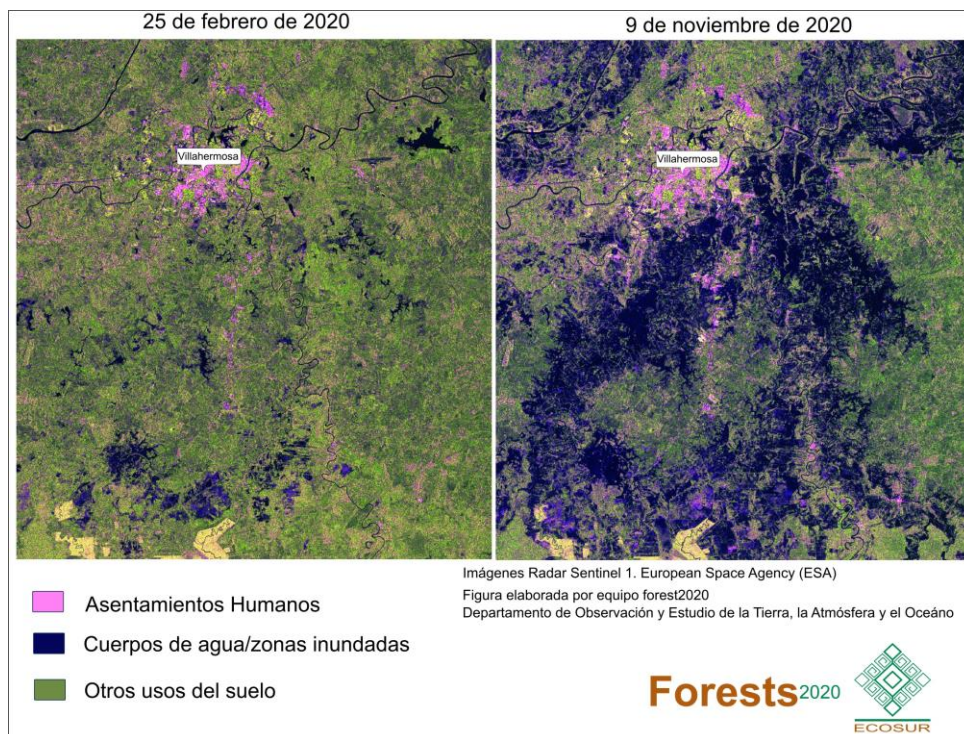 25 de febrero de 2020
9 de noviembre de 2020
Villahermosa
Villahermosa
Imágenes Radar Sentinel 1. European Space Agency (ESA)
Figura elaborada por equipo forest2020
Departamento de Observación y Estudio de la Tierra, la Atmósfera y el Oceáno
Asentamientos Humanos
Cuerpos de agua/zonas inundadas
Otros usos del suelo
Forests2020
ECOSUR